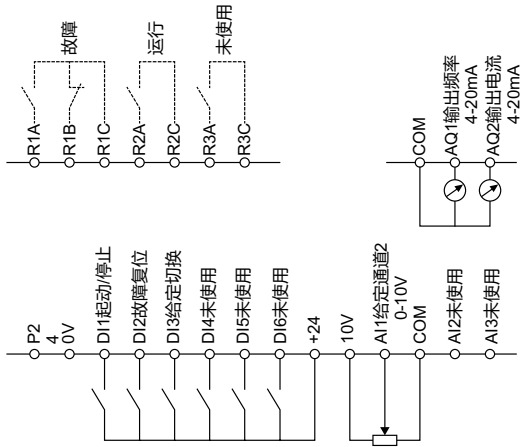 R1A
R1B
R1C
故障
R2A
R2C
运行
R3A
R3C
未使用
COM
AQ1输出频率
4-20mA
AQ2输出电流
4-20mA
P2
4
0V
DI1起动/停止
DI2故障复位
DI3给定切换
DI4未使用
DI5未使用
DI6未使用
+24
10V
AI1给定通道2
0-10V
COM
AI2未使用
AI3未使用